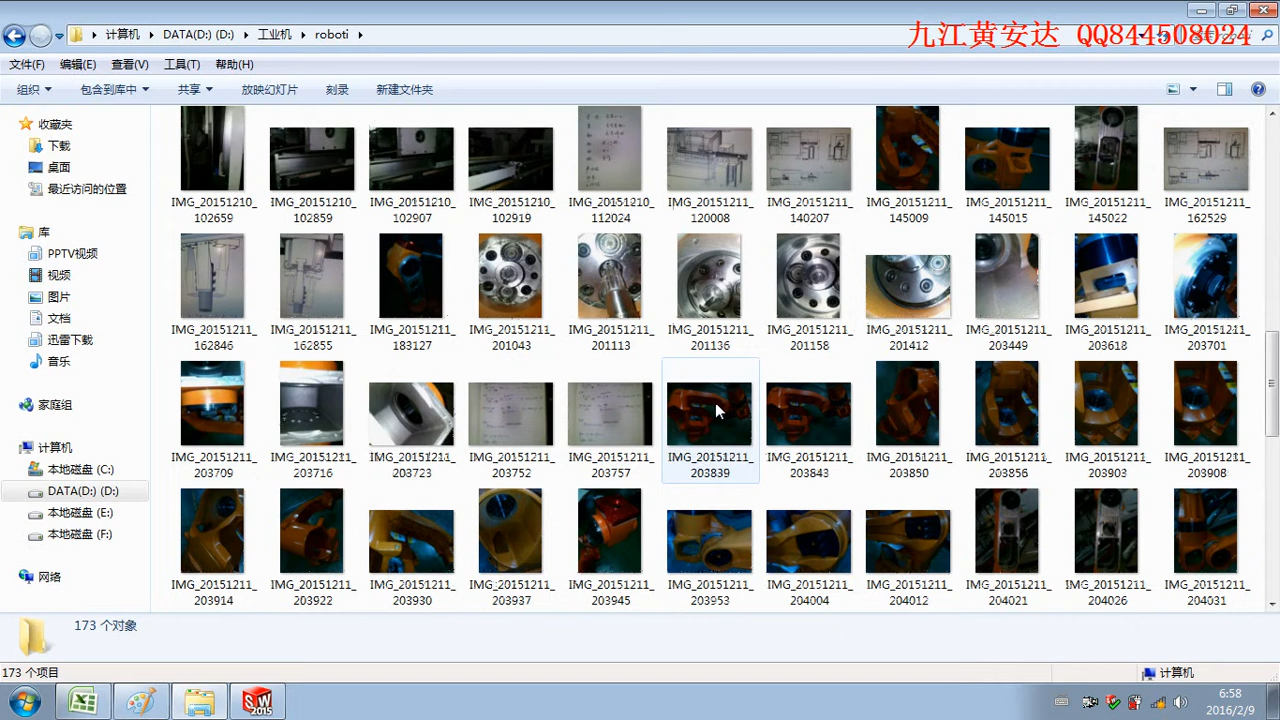 计算机 DATA(D:) (D:) 工业机 roboti
九江黄安达 QQ844508024
文件(F) 编辑(E) 查看(V) 工具(T) 帮助(H)
组织 包含到库中 共享 放映幻灯片 刻录 新建文件夹
收藏夹
下载
桌面
最近访问的位置
库
PPTV视频
视频
图片
文档
迅雷下载
音乐
家庭组
计算机
本地磁盘 (C:)
DATA(D:) (D:)
本地磁盘 (E:)
本地磁盘 (F:)
网络
IMG_20151210_102659 IMG_20151210_102859 IMG_20151210_102907 IMG_20151210_102919 IMG_20151210_112024 IMG_20151211_120008 IMG_20151211_140207 IMG_20151211_145009 IMG_20151211_145015 IMG_20151211_145022 IMG_20151211_162529
IMG_20151211_162846 IMG_20151211_162855 IMG_20151211_183127 IMG_20151211_201043 IMG_20151211_201113 IMG_20151211_201136 IMG_20151211_201158 IMG_20151211_201412 IMG_20151211_203449 IMG_20151211_203618 IMG_20151211_203701
IMG_20151211_203709 IMG_20151211_203716 IMG_20151211_203723 IMG_20151211_203752 IMG_20151211_203757 IMG_20151211_203839 IMG_20151211_203843 IMG_20151211_203850 IMG_20151211_203856 IMG_20151211_203903 IMG_20151211_203908
IMG_20151211_203914 IMG_20151211_203922 IMG_20151211_203930 IMG_20151211_203937 IMG_20151211_203945 IMG_20151211_203953 IMG_20151211_204004 IMG_20151211_204012 IMG_20151211_204021 IMG_20151211_204026 IMG_20151211_204031
173 个对象
173 个项目
计算机
SW 2015
6:58
2016/2/9